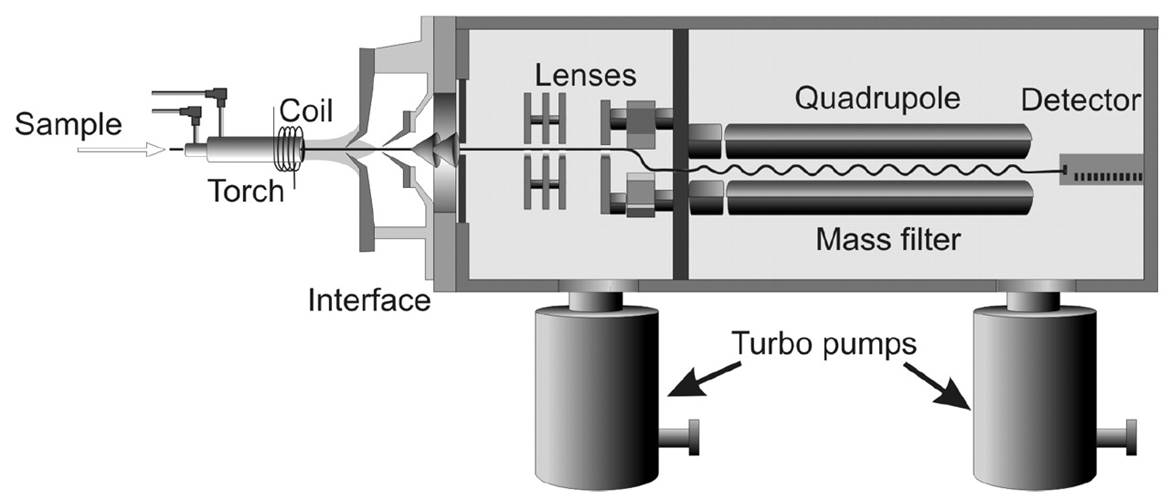 Sample
Coil
Torch
Interface
Lenses
Quadrupole
Detector
Mass filter
Turbo pumps